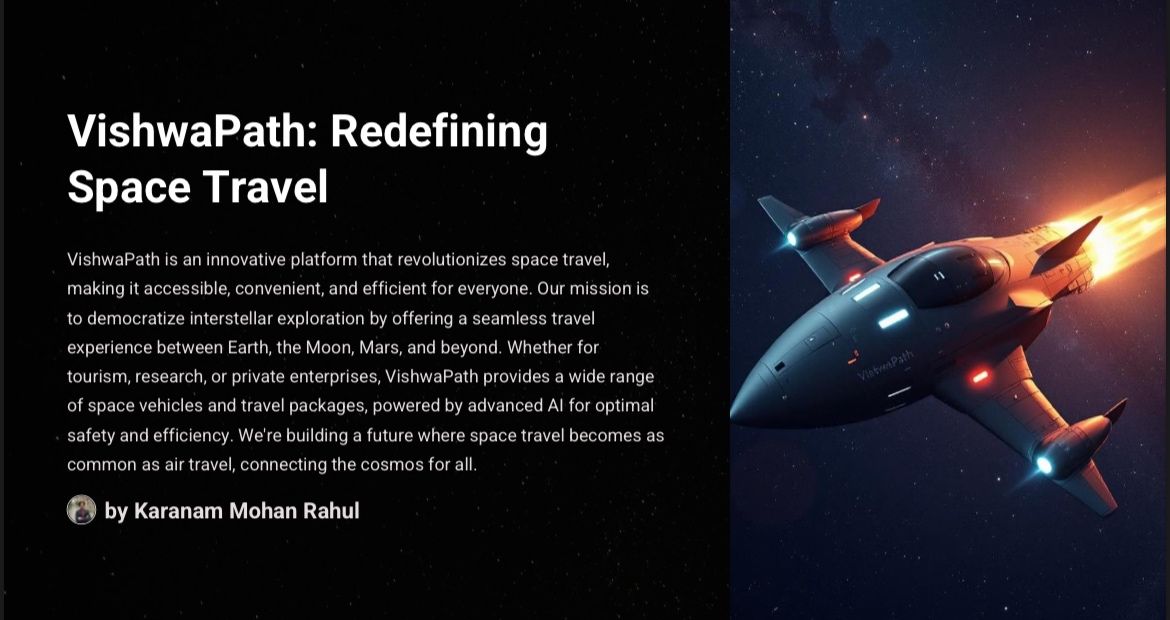 VishwaPath: Redefining
Space Travel
VishwaPath is an innovative platform that revolutionizes space travel,
making it accessible, convenient, and efficient for everyone. Our mission is
to democratize interstellar exploration by offering a seamless travel
experience between Earth, the Moon, Mars, and beyond. Whether for
tourism, research, or private enterprises, VishwaPath provides a wide range
of space vehicles and travel packages, powered by advanced AI for optimal
safety and efficiency. We're building a future where space travel becomes as
common as air travel, connecting the cosmos for all.
by Karanam Mohan Rahul